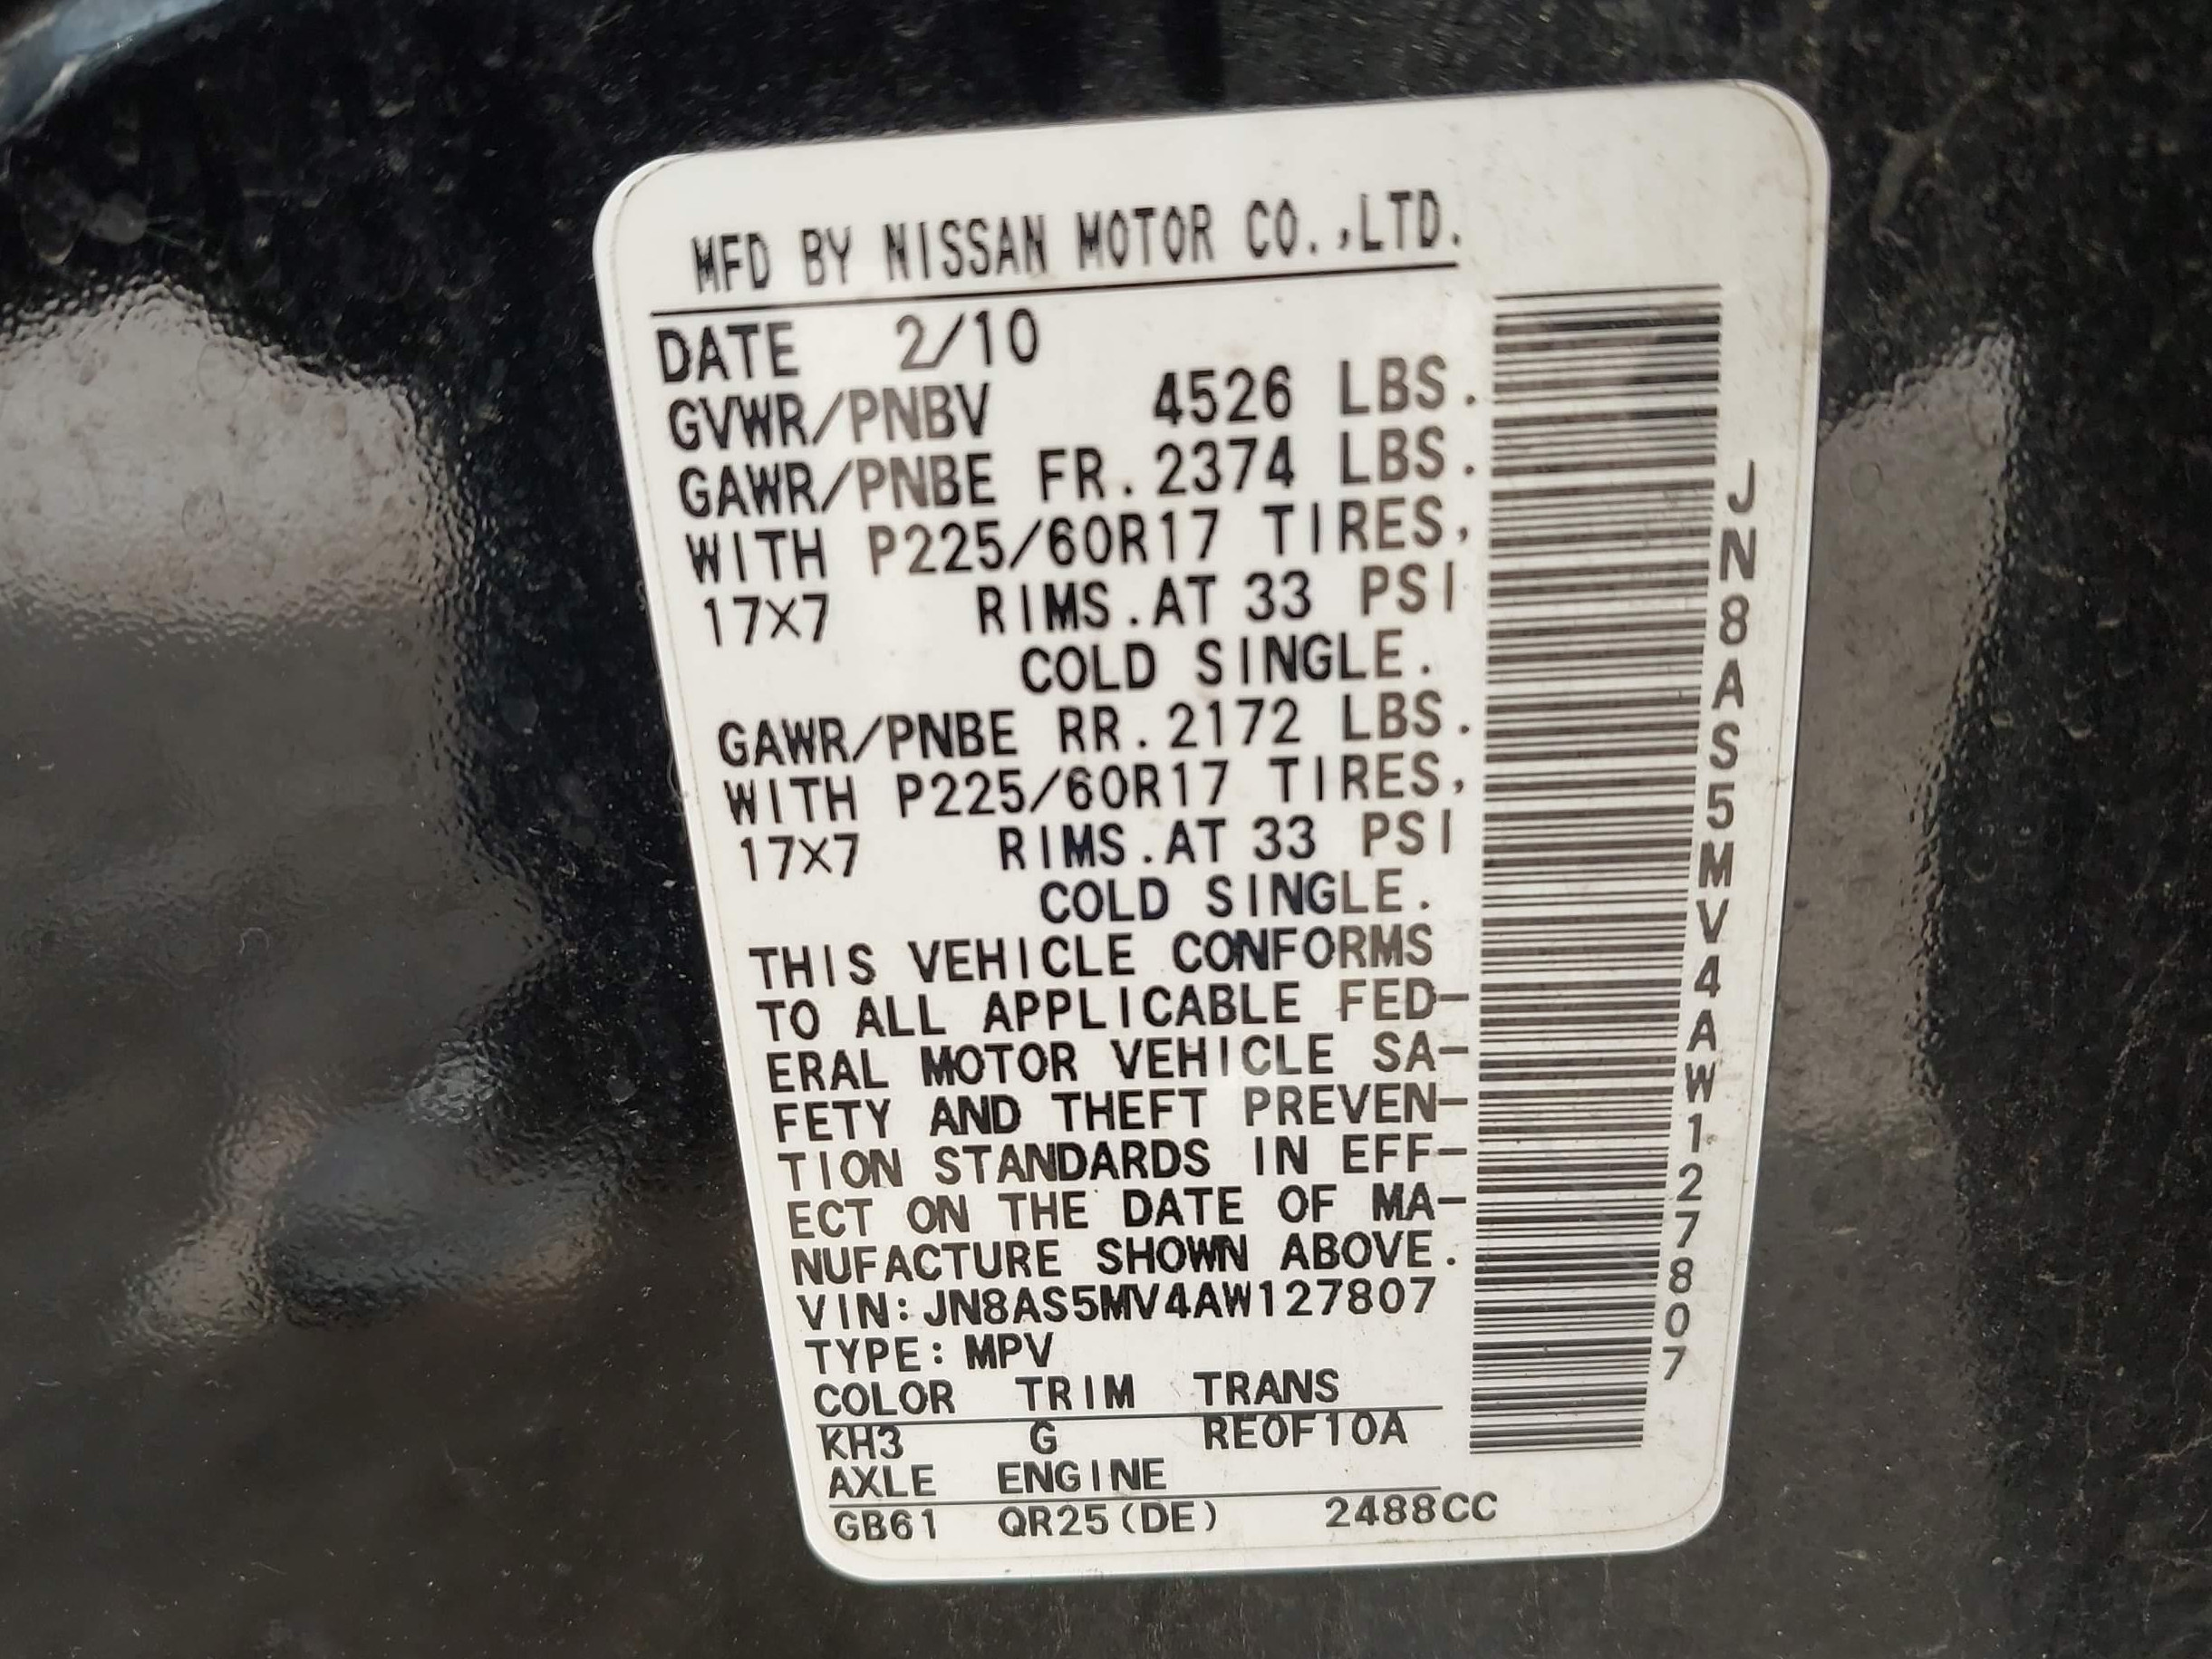 MFD BY NISSAN MOTOR CO.,LTD.
DATE 2/10
GVWR/PNBV 4526 LBS.
GAWR/PNBE FR.2374 LBS.
WITH P225/60R17 TIRES,
17X7 RIMS.AT 33 PSI
COLD SINGLE.
GAWR/PNBE RR.2172 LBS.
WITH P225/60R17 TIRES,
17X7 RIMS.AT 33 PSI
COLD SINGLE.
THIS VEHICLE CONFORMS
TO ALL APPLICABLE FED-
ERAL MOTOR VEHICLE SA-
FETY AND THEFT PREVEN-
TION STANDARDS IN EFF-
ECT ON THE DATE OF MA-
NUFACTURE SHOWN ABOVE.
VIN:JN8AS5MV4AW127807
TYPE:MPV
COLOR TRIM TRANS
KH3 G RE0F10A
AXLE ENGINE
GB61 QR25(DE) 2488CC
JN8AS5MV4AW127807